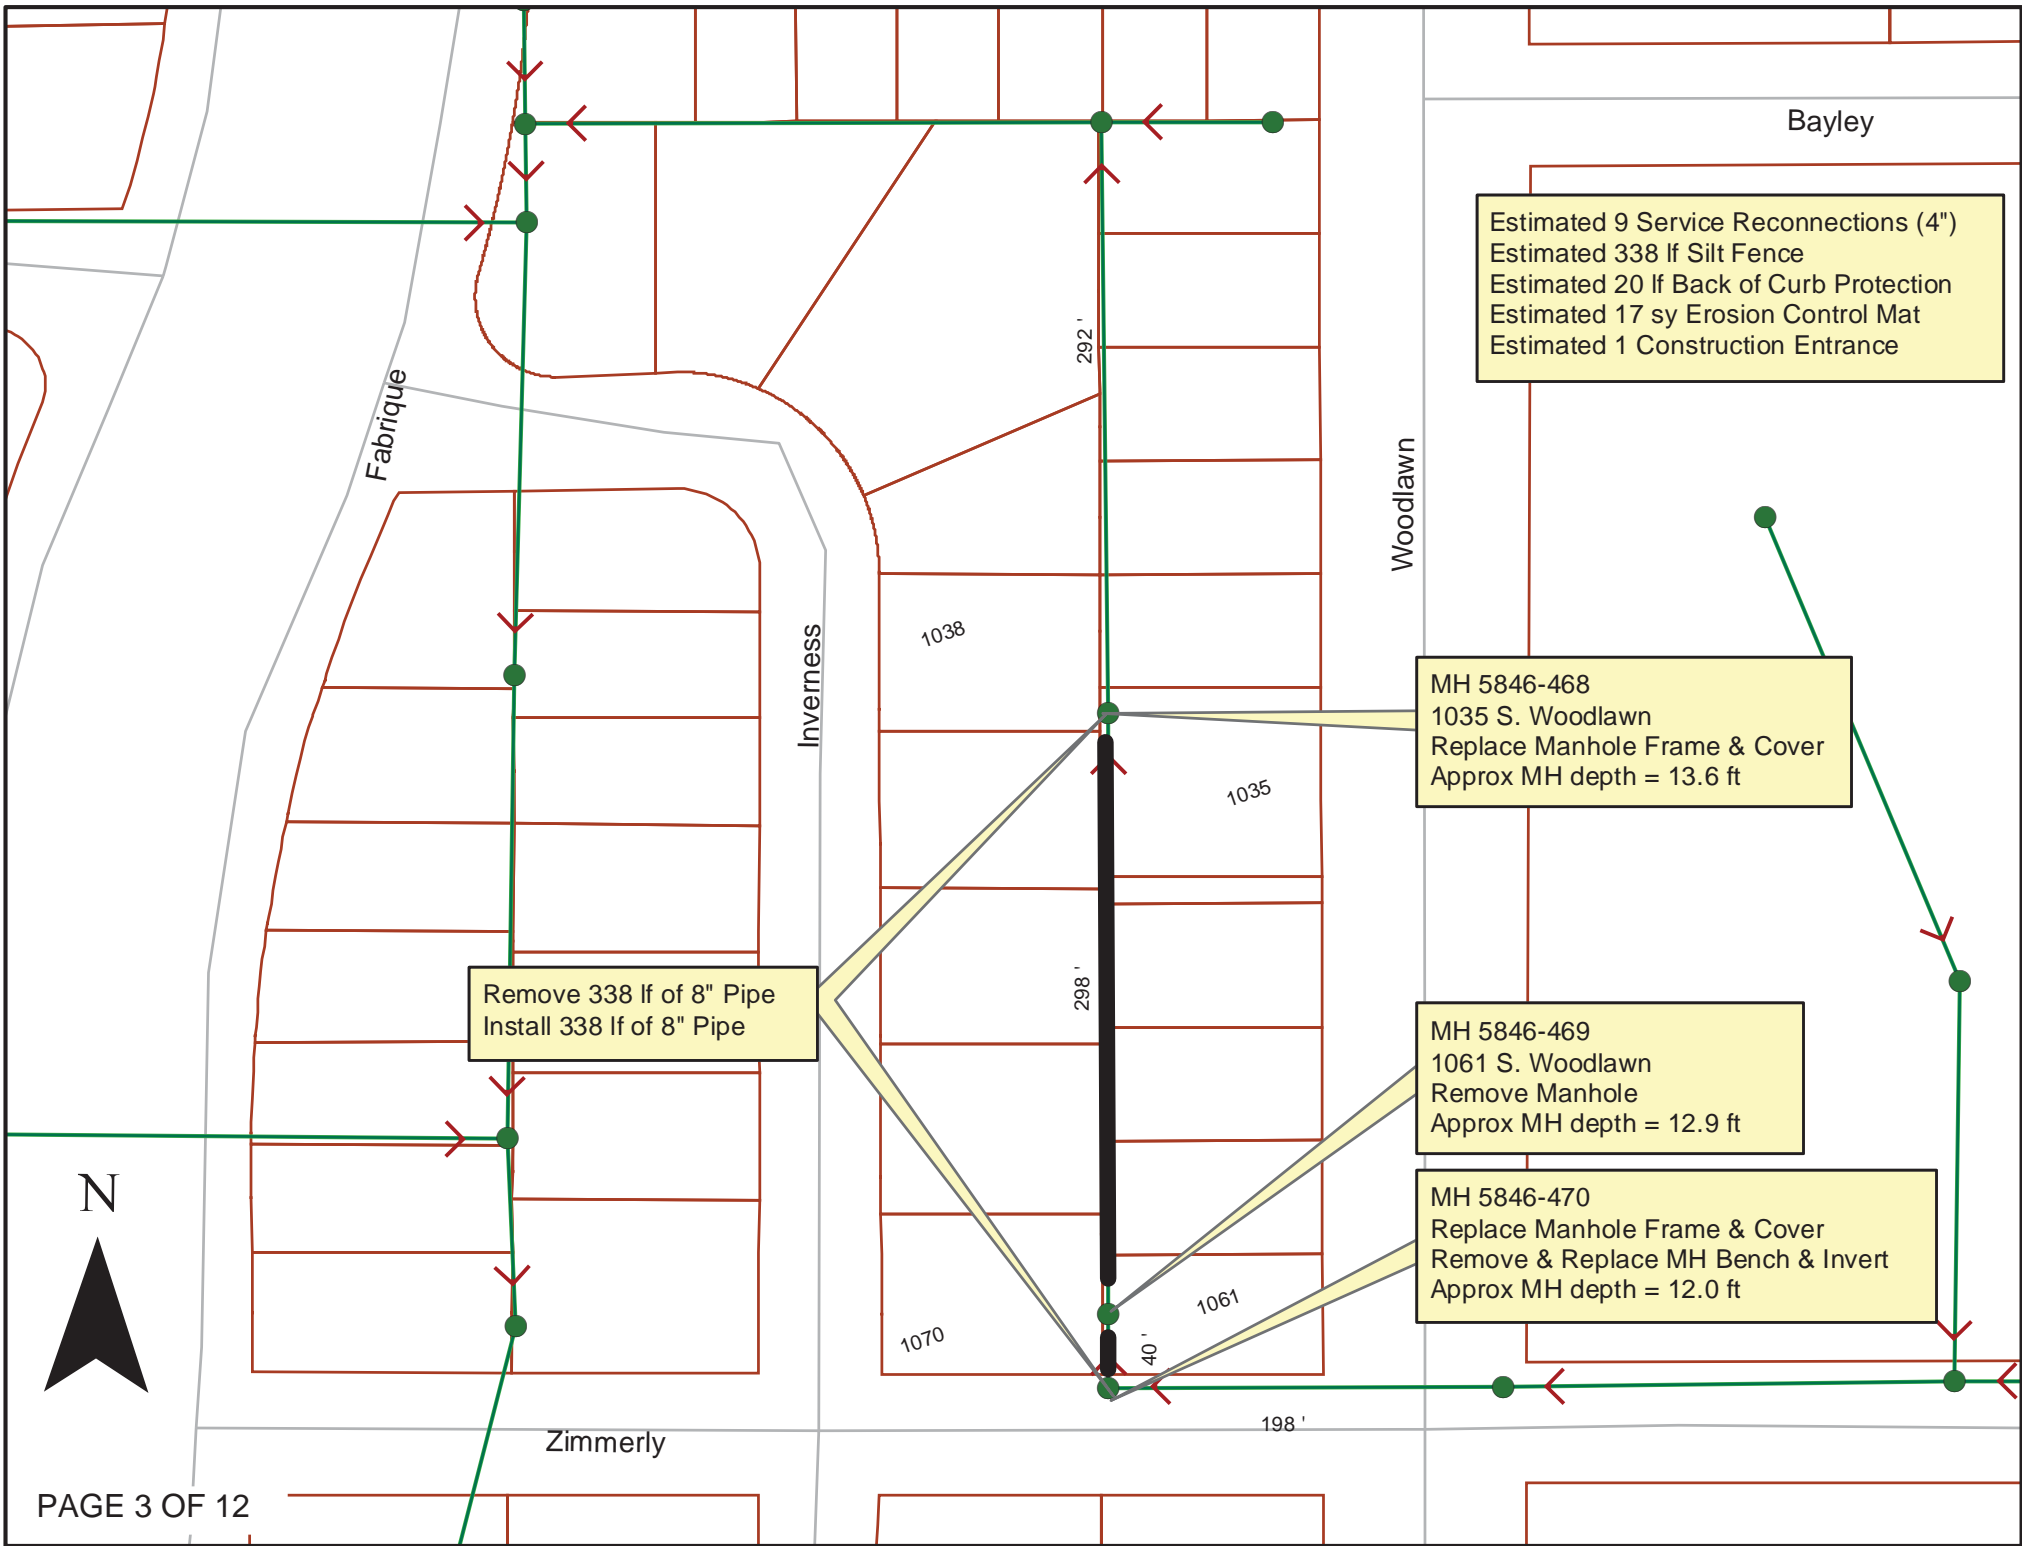 Bayley
Estimated 9 Service Reconnections (4")
Estimated 338 lf Silt Fence
Estimated 20 lf Back of Curb Protection
Estimated 17 sy Erosion Control Mat
Estimated 1 Construction Entrance
292 '
Fabrique
Woodlawn
1038
Inverness
MH 5846-468
1035 S. Woodlawn
Replace Manhole Frame & Cover
Approx MH depth = 13.6 ft
1035
298 '
Remove 338 lf of 8" Pipe
Install 338 lf of 8" Pipe
MH 5846-469
1061 S. Woodlawn
Remove Manhole
Approx MH depth = 12.9 ft
N
MH 5846-470
Replace Manhole Frame & Cover
Remove & Replace MH Bench & Invert
Approx MH depth = 12.0 ft
1061
1070
40 '
198 '
Zimmerly
PAGE 3 OF 12